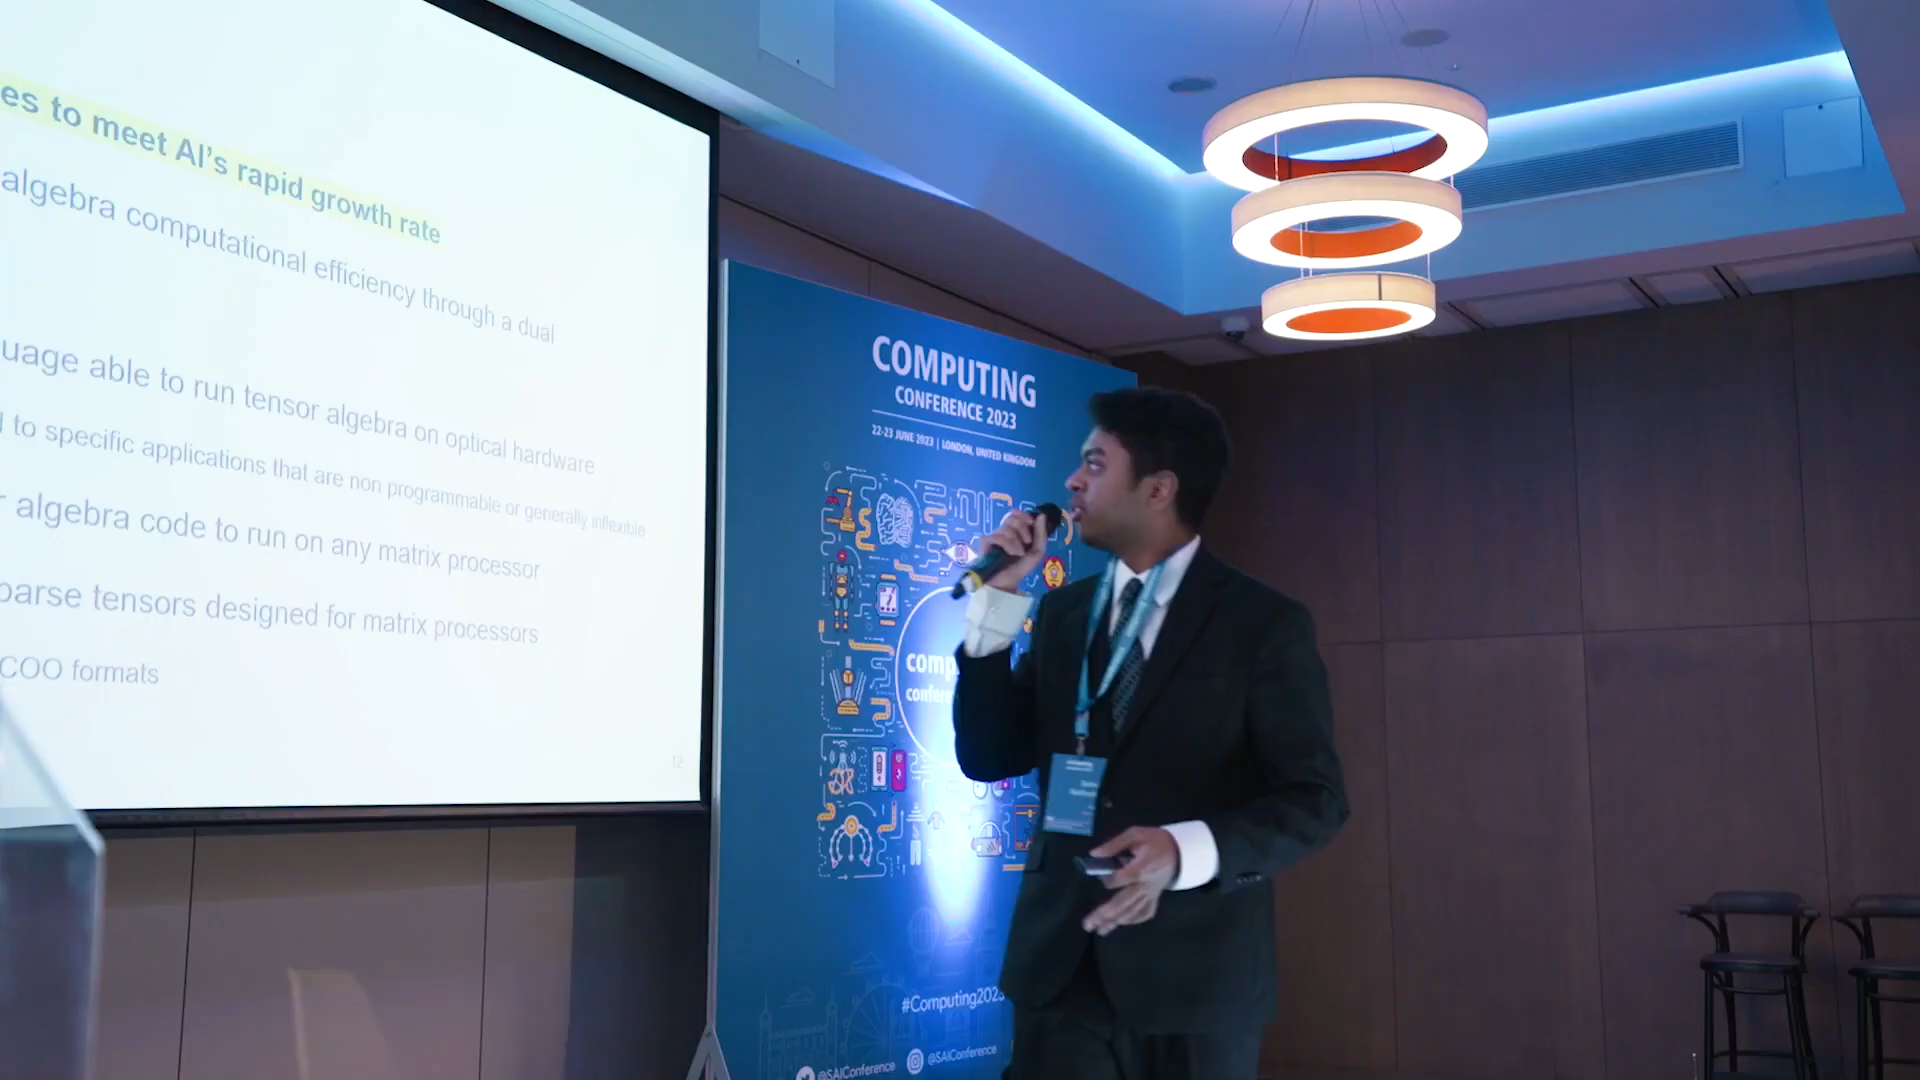 es to meet AI's rapid growth rate
algebra computational efficiency through a dual
uage able to run tensor algebra on optical hardware
to specific applications that are non programmable or generally inflexible
algebra code to run on any matrix processor
parse tensors designed for matrix processors
COO formats
12
COMPUTING
CONFERENCE 2023
22-23 JUNE 2023 | LONDON, UNITED KINGDOM
comp
confere
#Computing2023
@SAIConference
@SAIConference